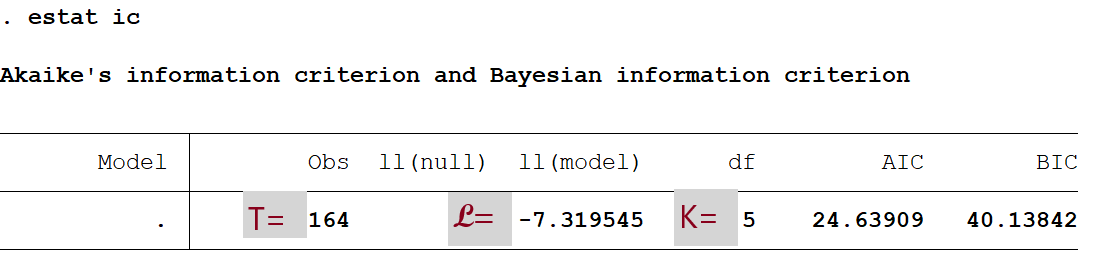 . estat ic
Akaike's information criterion and Bayesian information criterion
Model Obs ll(null) ll(model) df AIC BIC
. T= 164 ℒ= -7.319545 K= 5 24.63909 40.13842